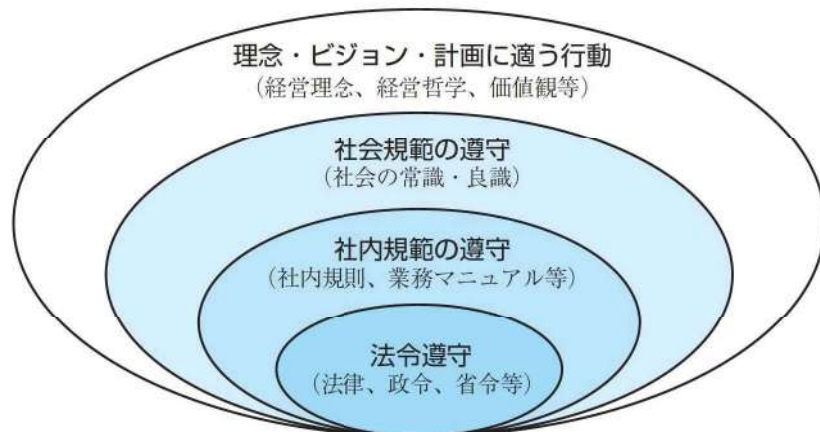 理念・ビジョン・計画に適う行動
（経営理念、経営哲学、価値観等）
社会規範の遵守
（社会の常識・良識）
社内規範の遵守
（社内規則、業務マニュアル等）
法令遵守
（法律、政令、省令等）